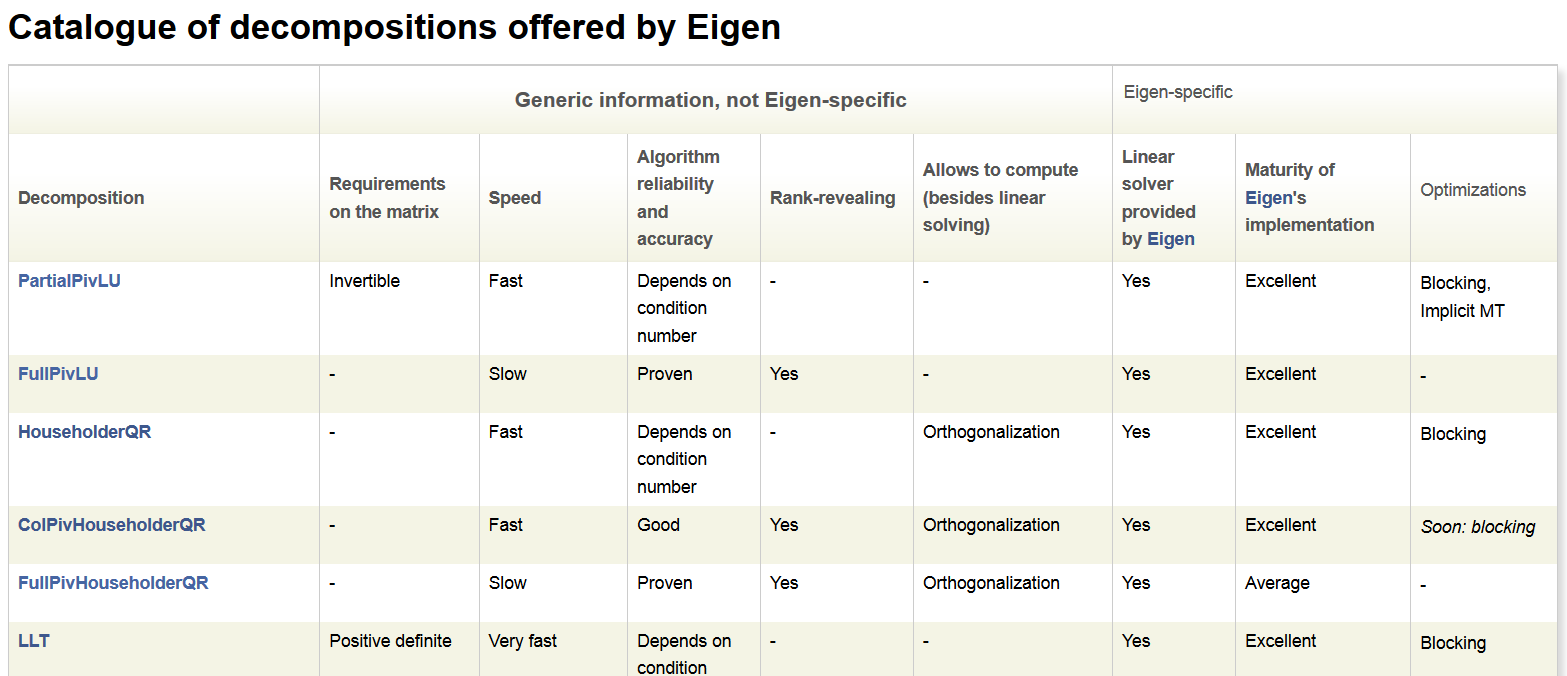 Catalogue of decompositions offered by Eigen
Generic information, not Eigen-specific
Eigen-specific
Decomposition
Requirements
on the matrix
Speed
Algorithm
reliability
and
accuracy
Rank-revealing
Allows to compute
(besides linear
solving)
Linear
solver
provided
by Eigen
Maturity of
Eigen's
implementation
Optimizations
PartialPivLU
Invertible
Fast
Depends on
condition
number
-
-
Yes
Excellent
Blocking,
Implicit MT
FullPivLU
-
Slow
Proven
Yes
-
Yes
Excellent
-
HouseholderQR
-
Fast
Depends on
condition
number
-
Orthogonalization
Yes
Excellent
Blocking
ColPivHouseholderQR
-
Fast
Good
Yes
Orthogonalization
Yes
Excellent
Soon: blocking
FullPivHouseholderQR
-
Slow
Proven
Yes
Orthogonalization
Yes
Average
-
LLT
Positive definite
Very fast
Depends on
condition
-
-
Yes
Excellent
Blocking